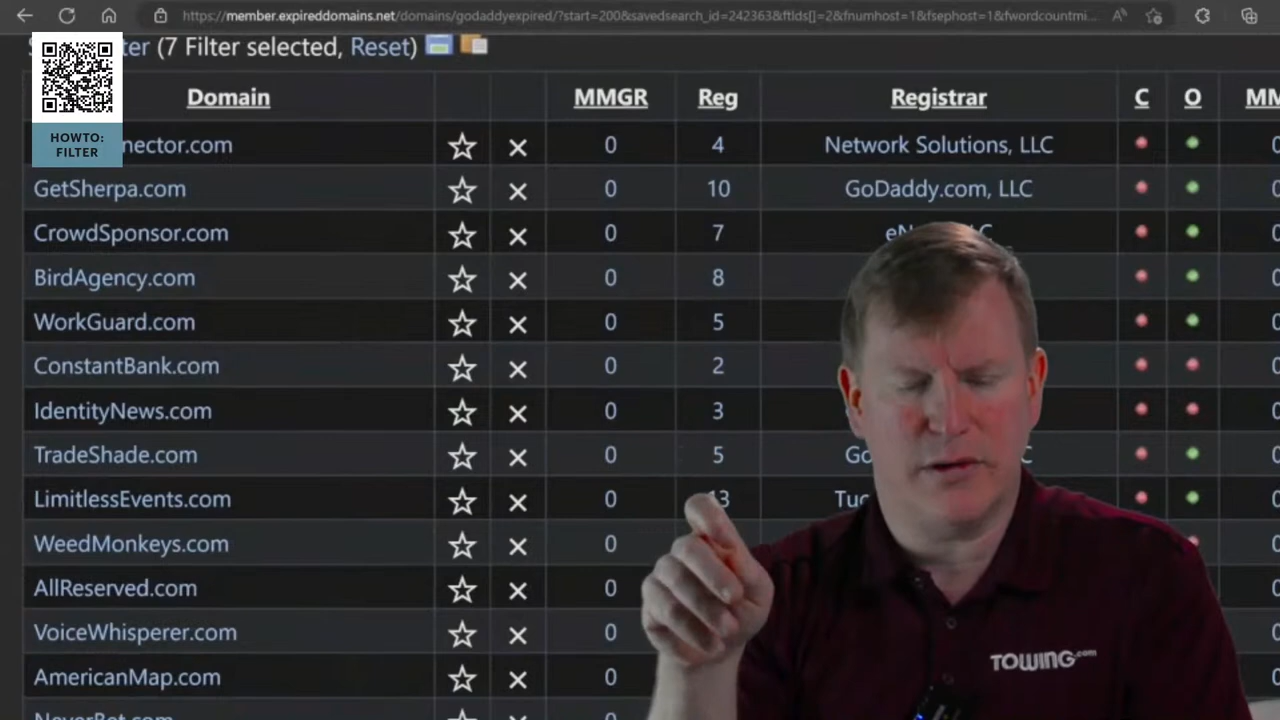 https://member.expireddomains.net/domains/godaddyexpired/?start=200&savedsearch_id=242363&ftlds[]=2&fnumhost=1&fsephost=1&fwordcountmi...
(7 Filter selected, Reset)
HOWTO:
FILTER
Domain MMGR Reg Registrar C O
nector.com 0 4 Network Solutions, LLC
GetSherpa.com 0 10 GoDaddy.com, LLC
CrowdSponsor.com 0 7
BirdAgency.com 0 8
WorkGuard.com 0 5
ConstantBank.com 0 2
IdentityNews.com 0 3
TradeShade.com 0 5
LimitlessEvents.com 0
WeedMonkeys.com 0
AllReserved.com 0
VoiceWhisperer.com 0
AmericanMap.com 0
TOWING.com